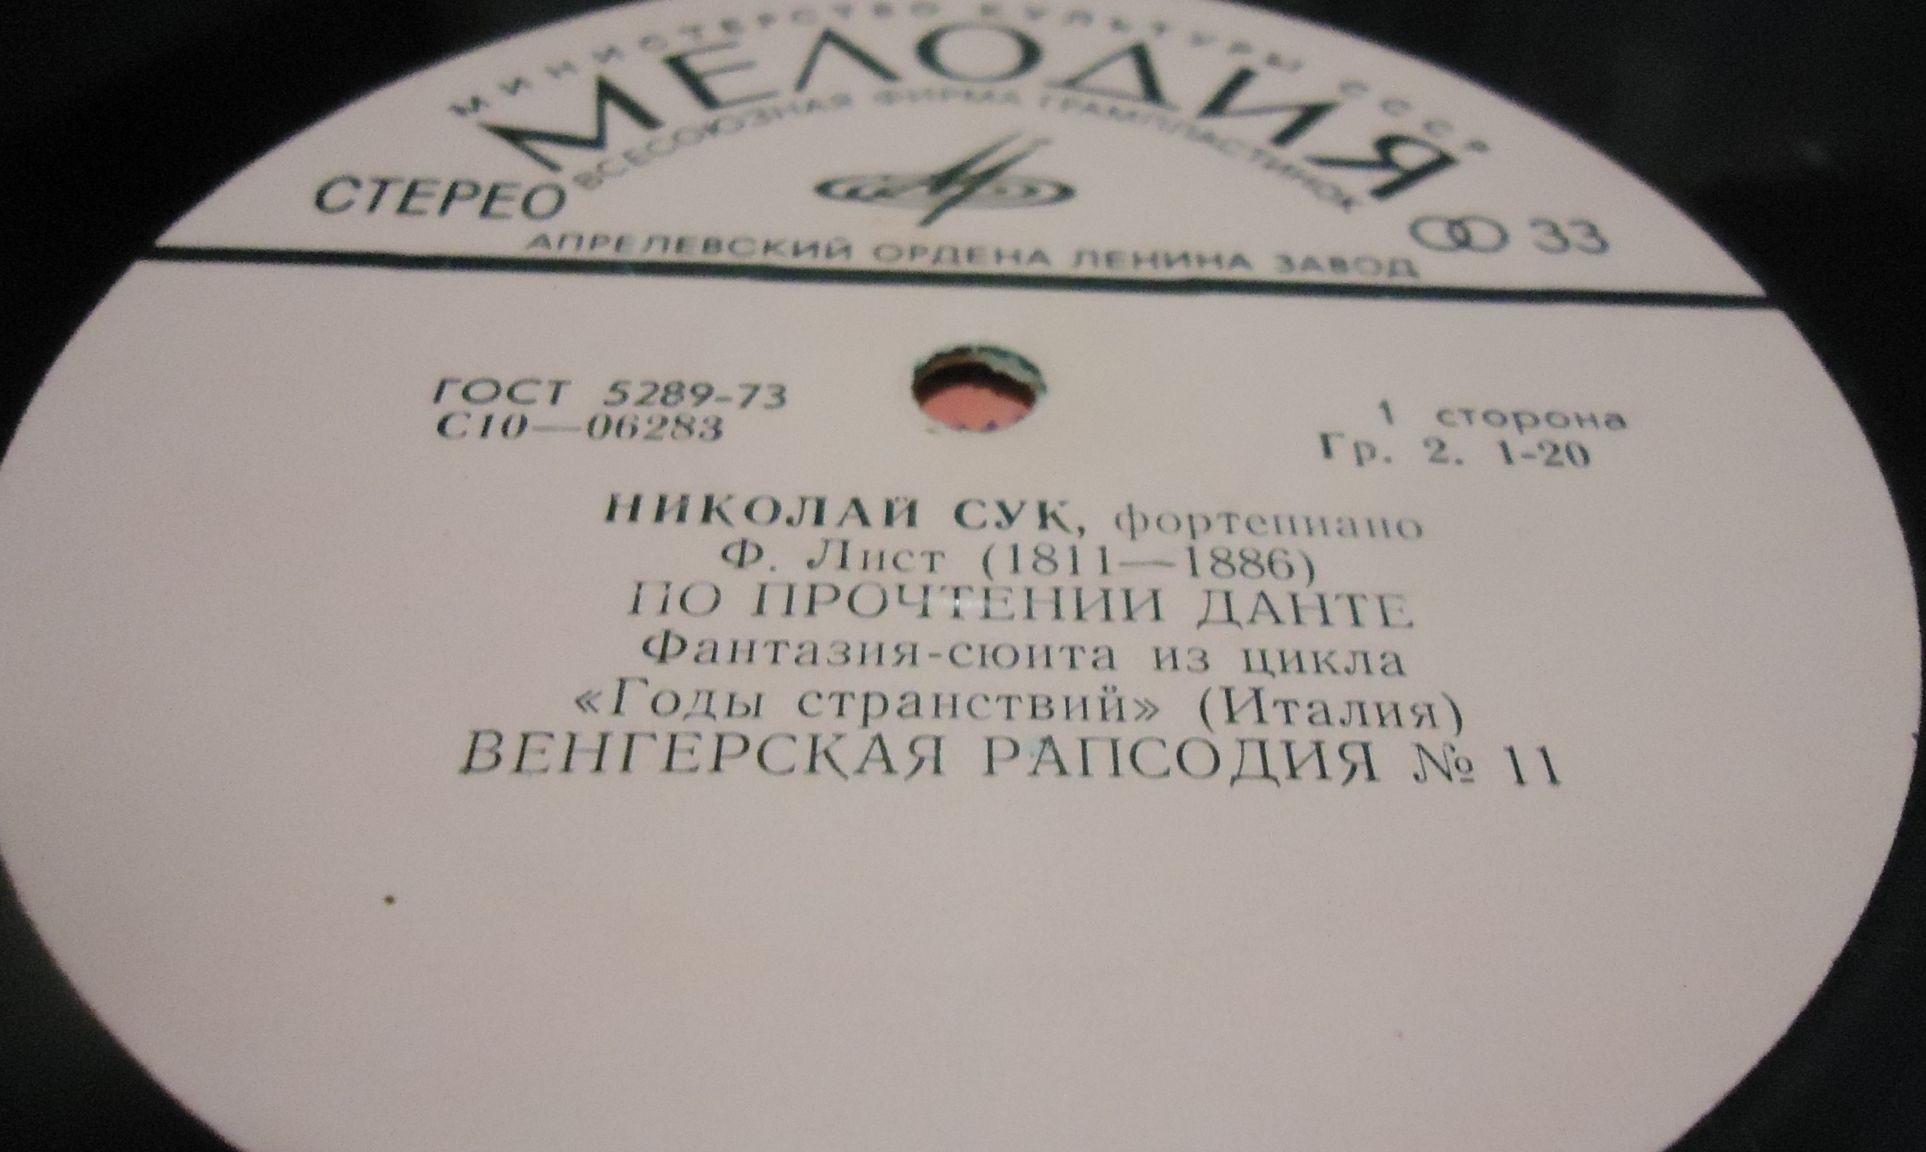 МИНИСТЕРСТВО КУЛЬТУРЫ СССР
МЕЛОДИЯ
ВСЕСОЮЗНАЯ ФИРМА ГРАМПЛАСТИНОК
СТЕРЕО
33
АПРЕЛЕВСКИЙ ОРДЕНА ЛЕНИНА ЗАВОД
ГОСТ 5289-73
С10—06283
1 сторона
Гр. 2. 1-20
НИКОЛАЙ СУК, фортепиано
Ф. Лист (1811—1886)
ПО ПРОЧТЕНИИ ДАНТЕ
Фантазия-сюита из цикла
«Годы странствий» (Италия)
ВЕНГЕРСКАЯ РАПСОДИЯ № 11